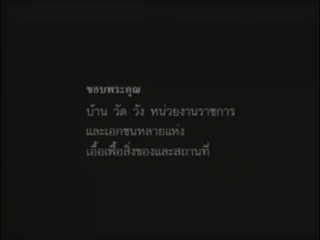 ขอบพระคุณ
บ้าน วัด วัง หน่วยงานราชการ
และเอกชนหลายแห่ง
เอื้อเฟื้อสิ่งของและสถานที่